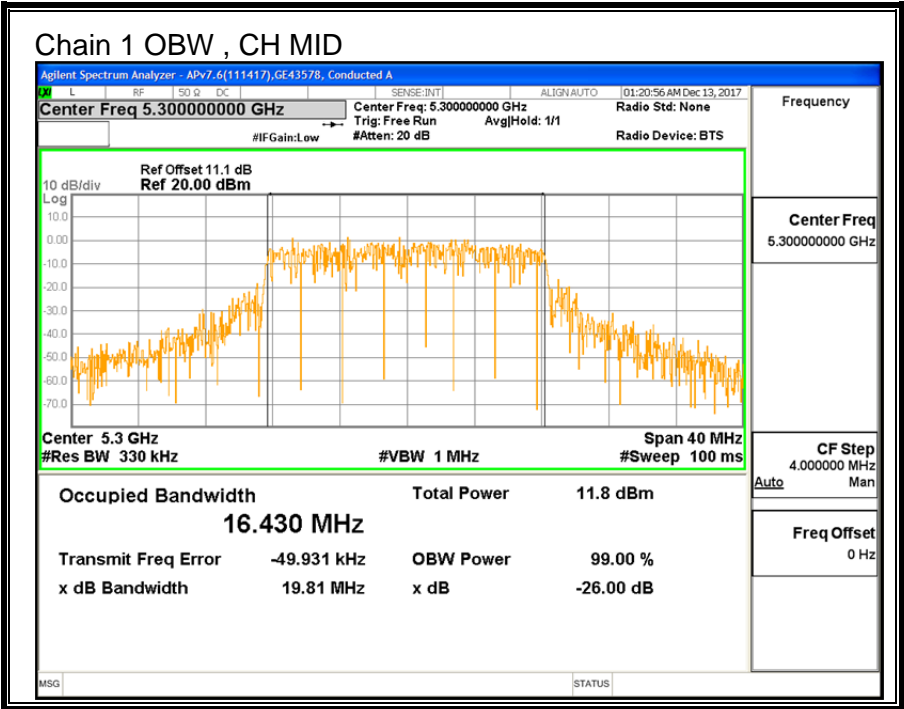 Chain 1 OBW , CH MID
Agilent Spectrum Analyzer - APv7.6(111417),GE43578, Conducted A
LXI L RF 50 Ω DC SENSE:INT ALIGN AUTO 01:20:56 AM Dec 13, 2017
Center Freq 5.300000000 GHz
Center Freq: 5.300000000 GHz
Radio Std: None
Trig: Free Run Avg|Hold: 1/1
#IFGain:Low
#Atten: 20 dB
Radio Device: BTS
Frequency
Ref Offset 11.1 dB
10 dB/div Ref 20.00 dBm
Log
10.0
0.00
-10.0
-20.0
-30.0
-40.0
-50.0
-60.0
-70.0
Center 5.3 GHz
Span 40 MHz
#Res BW 330 kHz
#VBW 1 MHz
#Sweep 100 ms
Center Freq
5.300000000 GHz
CF Step
4.000000 MHz
Auto Man
Freq Offset
0 Hz
Occupied Bandwidth
16.430 MHz
Total Power 11.8 dBm
Transmit Freq Error -49.931 kHz
OBW Power 99.00 %
x dB Bandwidth 19.81 MHz
x dB -26.00 dB
MSG
STATUS